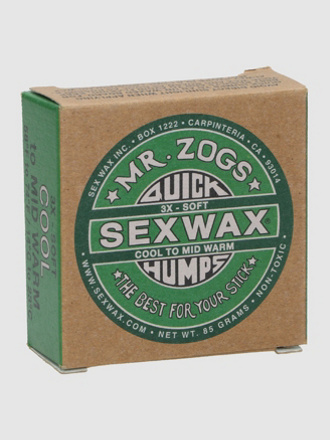 SEX WAX INC. • BOX 1222 • CARPINTERIA • CA • 93014
★ MR. ZOGS ★
QUICK
3X - SOFT
SEXWAX®
COOL TO MID WARM
HUMPS
THE BEST FOR YOUR STICK
• WWW.SEXWAX.COM • NET WT. 85 GRAMS • NON-TOXIC •
COOL
to MID WARM